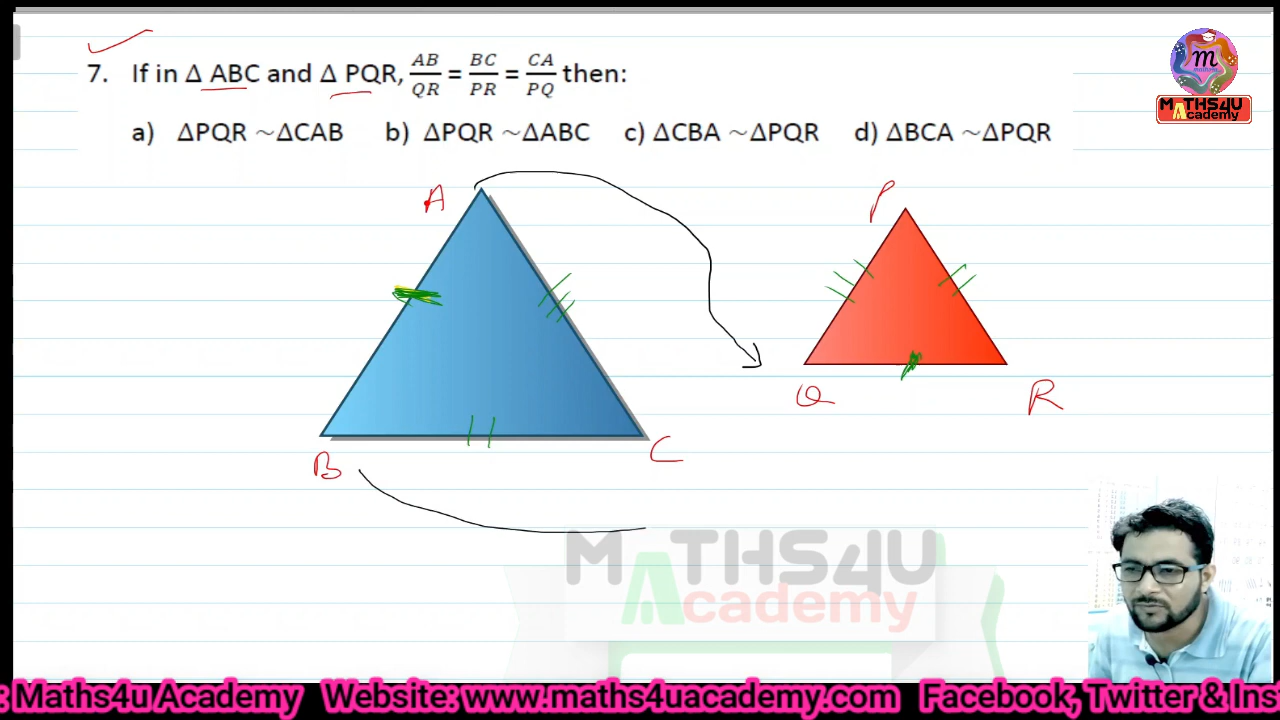 7. If in Δ ABC and Δ PQR, AB/QR = BC/PR = CA/PQ then:
a) ΔPQR ~ΔCAB b) ΔPQR ~ΔABC c) ΔCBA ~ΔPQR d) ΔBCA ~ΔPQR
m
MATHS4U
Academy
A
P
B
C
Q
R
MATHS4U
Academy
: Maths4u Academy Website: www.maths4uacademy.com Facebook, Twitter & Inst